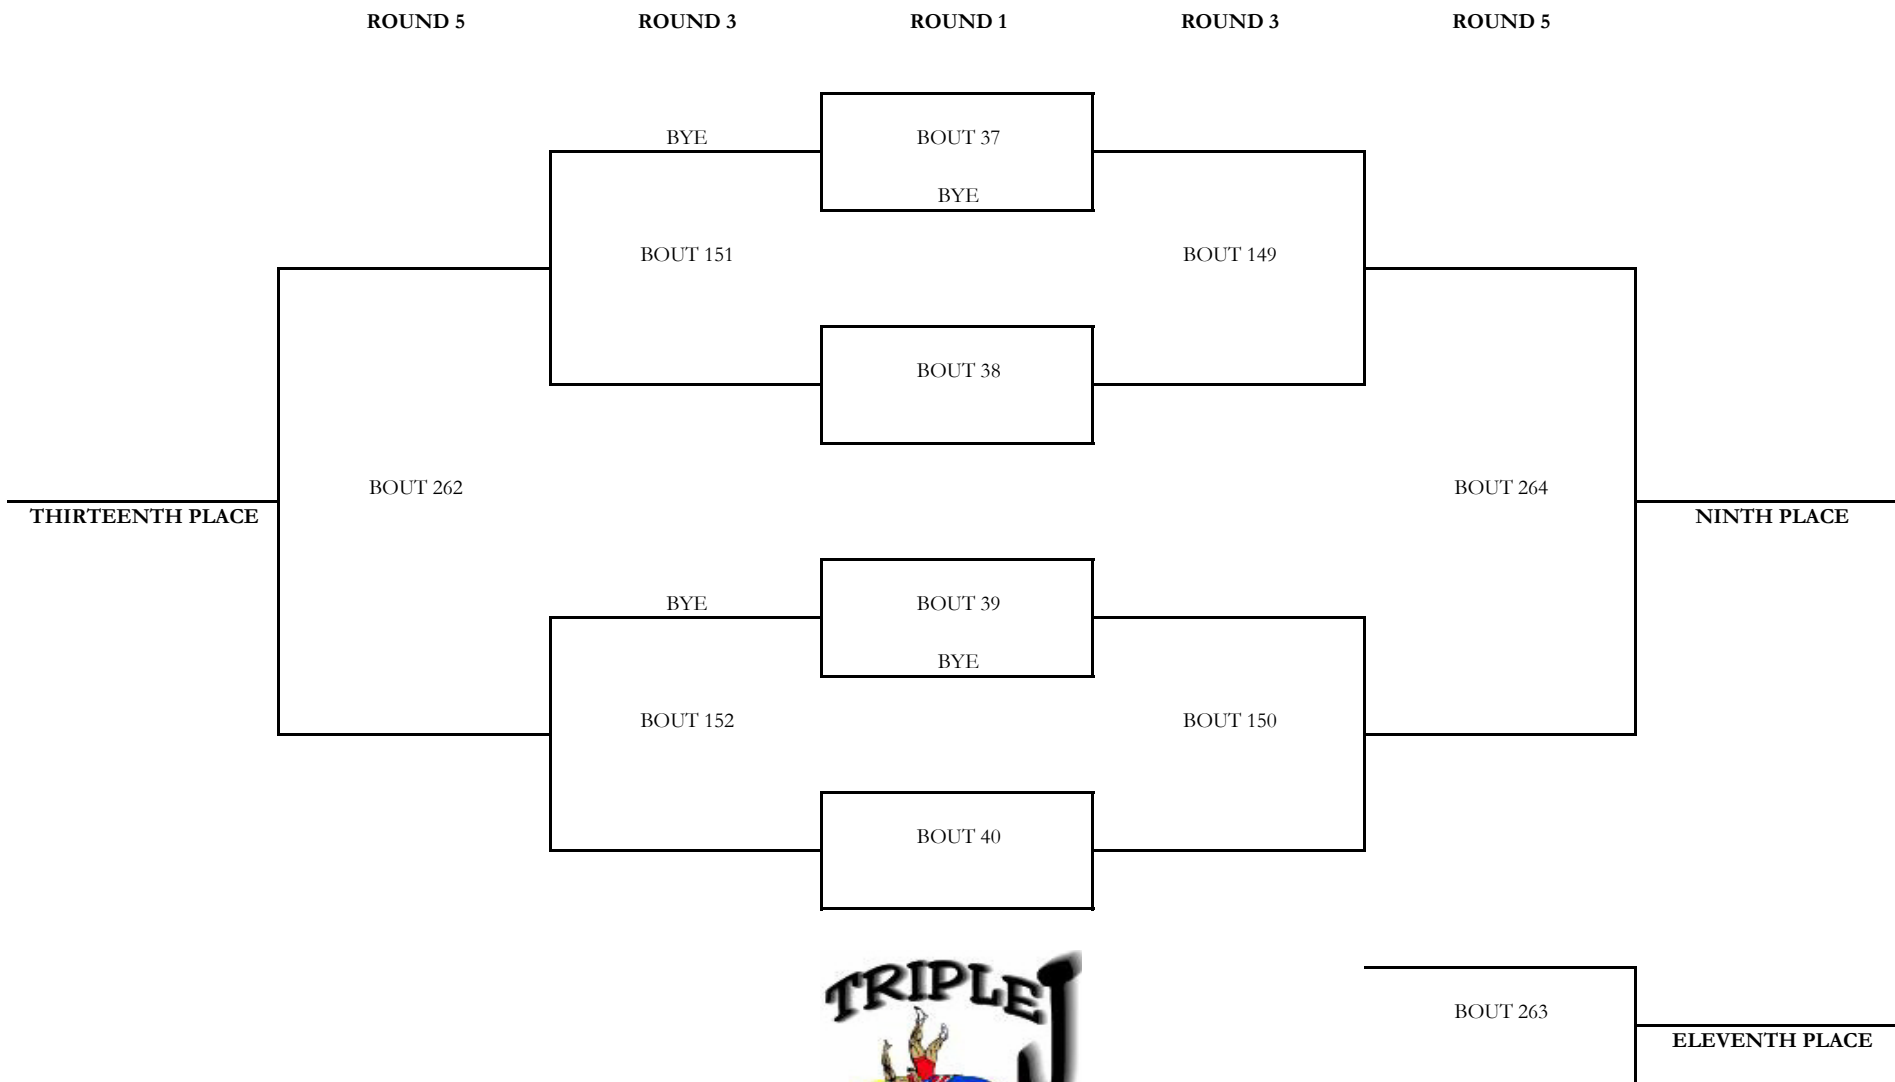 ROUND 5 ROUND 3 ROUND 1 ROUND 3 ROUND 5
BYE BOUT 37
BYE
BOUT 151 BOUT 149
BOUT 38
BOUT 262 BOUT 264
THIRTEENTH PLACE NINTH PLACE
BYE BOUT 39
BYE
BOUT 152 BOUT 150
BOUT 40
TRIPLE J
BOUT 263
ELEVENTH PLACE